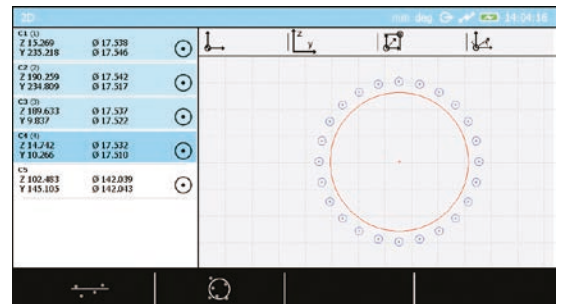 2D
mm deg 14:04:16
C1 (1)
Z 15.269 Ø 17.538
Y 235.218 Ø 17.546
C2 (2)
Z 190.259 Ø 17.542
Y 234.809 Ø 17.517
C3 (3)
Z 189.633 Ø 17.537
Y 9.837 Ø 17.522
C4 (4)
Z 14.742 Ø 17.532
Y 10.266 Ø 17.510
C5
Z 102.483 Ø 142.039
Y 145.105 Ø 142.043
z
y